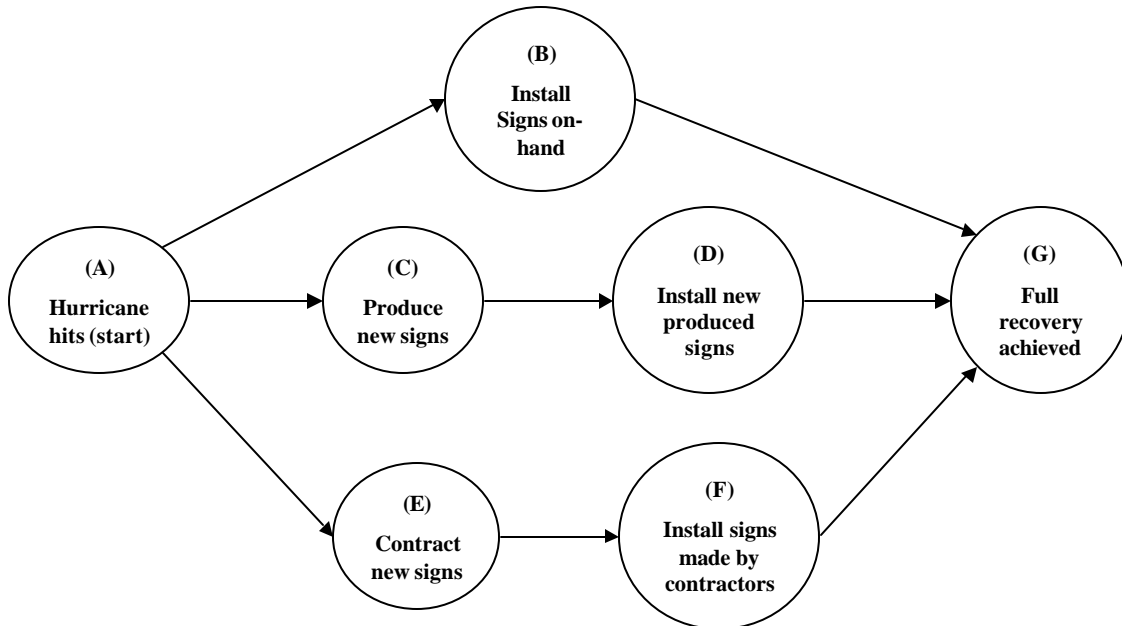 (B)
Install
Signs on-
hand
(A)
Hurricane
hits (start)
(C)
Produce
new signs
(D)
Install new
produced
signs
(G)
Full
recovery
achieved
(E)
Contract
new signs
(F)
Install signs
made by
contractors